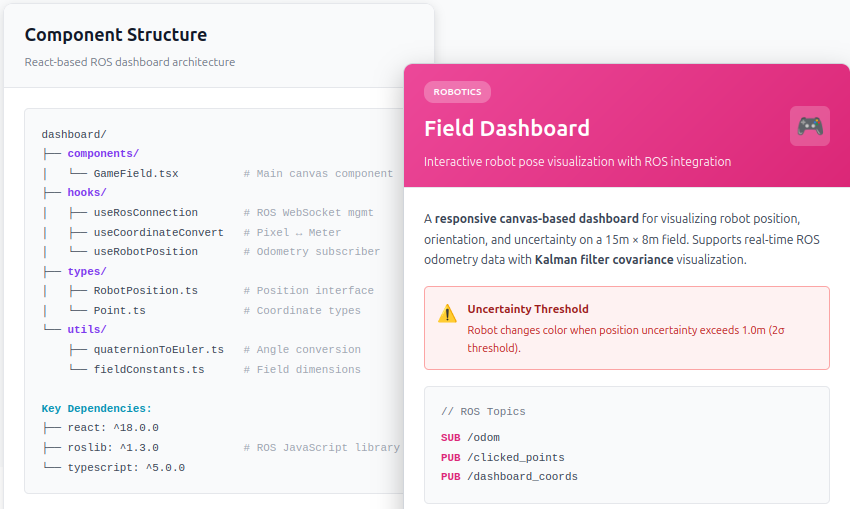 Component Structure
React-based ROS dashboard architecture
dashboard/
├── components/
│   └── GameField.tsx          # Main canvas component
├── hooks/
│   ├── useRosConnection       # ROS WebSocket mgmt
│   ├── useCoordinateConvert   # Pixel ↔ Meter
│   └── useRobotPosition       # Odometry subscriber
├── types/
│   ├── RobotPosition.ts       # Position interface
│   └── Point.ts               # Coordinate types
└── utils/
    ├── quaternionToEuler.ts   # Angle conversion
    └── fieldConstants.ts      # Field dimensions
Key Dependencies:
├── react: ^18.0.0
├── roslib: ^1.3.0             # ROS JavaScript library
└── typescript: ^5.0.0
ROBOTICS
Field Dashboard
Interactive robot pose visualization with ROS integration
A responsive canvas-based dashboard for visualizing robot position,
orientation, and uncertainty on a 15m × 8m field. Supports real-time ROS
odometry data with Kalman filter covariance visualization.
Uncertainty Threshold
Robot changes color when position uncertainty exceeds 1.0m (2σ
threshold).
// ROS Topics
SUB /odom
PUB /clicked_points
PUB /dashboard_coords